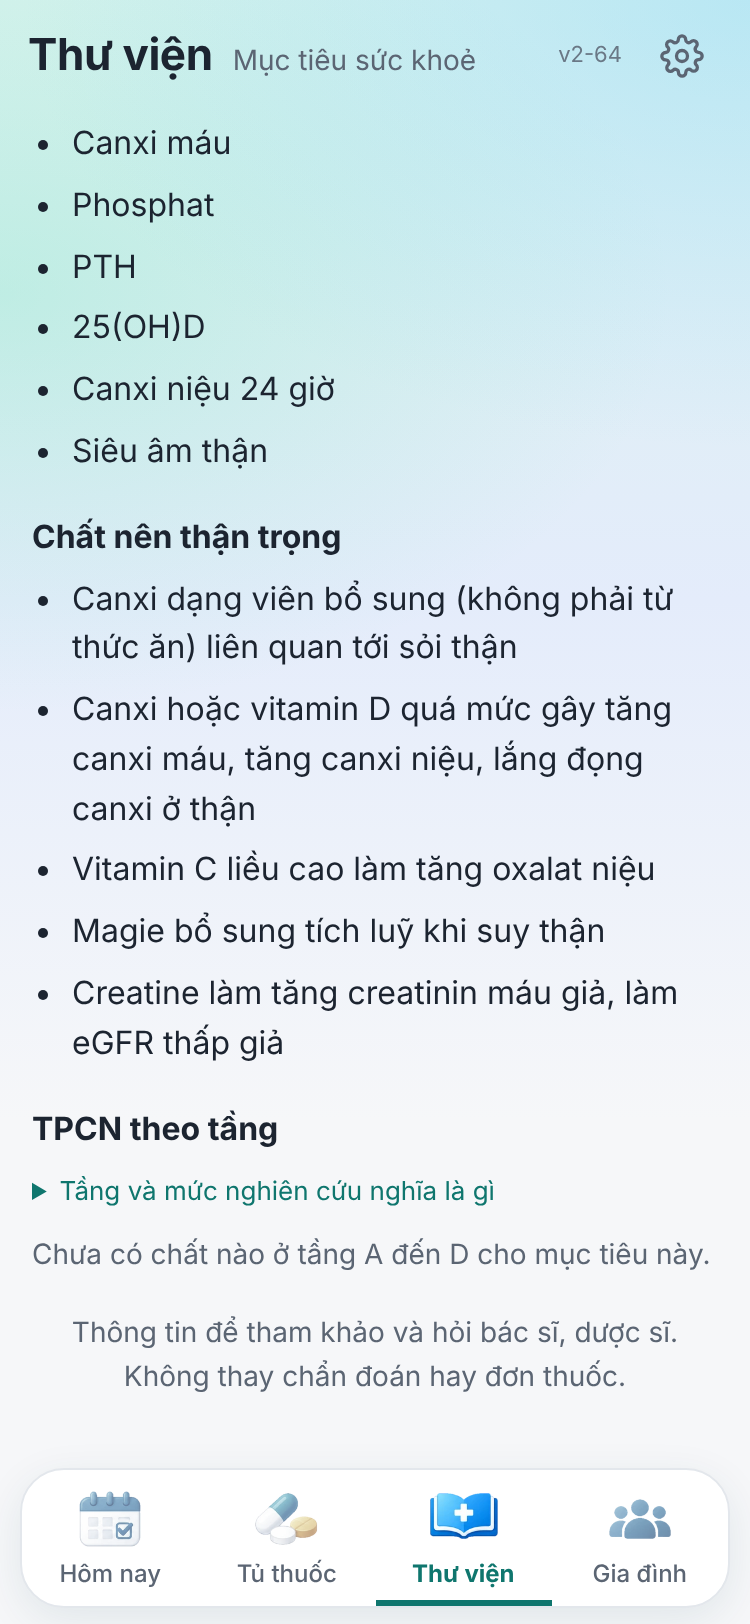 Thư viện Mục tiêu sức khoẻ v2-64
• Canxi máu
• Phosphat
• PTH
• 25(OH)D
• Canxi niệu 24 giờ
• Siêu âm thận
Chất nên thận trọng
• Canxi dạng viên bổ sung (không phải từ
thức ăn) liên quan tới sỏi thận
• Canxi hoặc vitamin D quá mức gây tăng
canxi máu, tăng canxi niệu, lắng đọng
canxi ở thận
• Vitamin C liều cao làm tăng oxalat niệu
• Magie bổ sung tích luỹ khi suy thận
• Creatine làm tăng creatinin máu giả, làm
eGFR thấp giả
TPCN theo tầng
▶ Tầng và mức nghiên cứu nghĩa là gì
Chưa có chất nào ở tầng A đến D cho mục tiêu này.
Thông tin để tham khảo và hỏi bác sĩ, dược sĩ.
Không thay chẩn đoán hay đơn thuốc.
Hôm nay Tủ thuốc Thư viện Gia đình